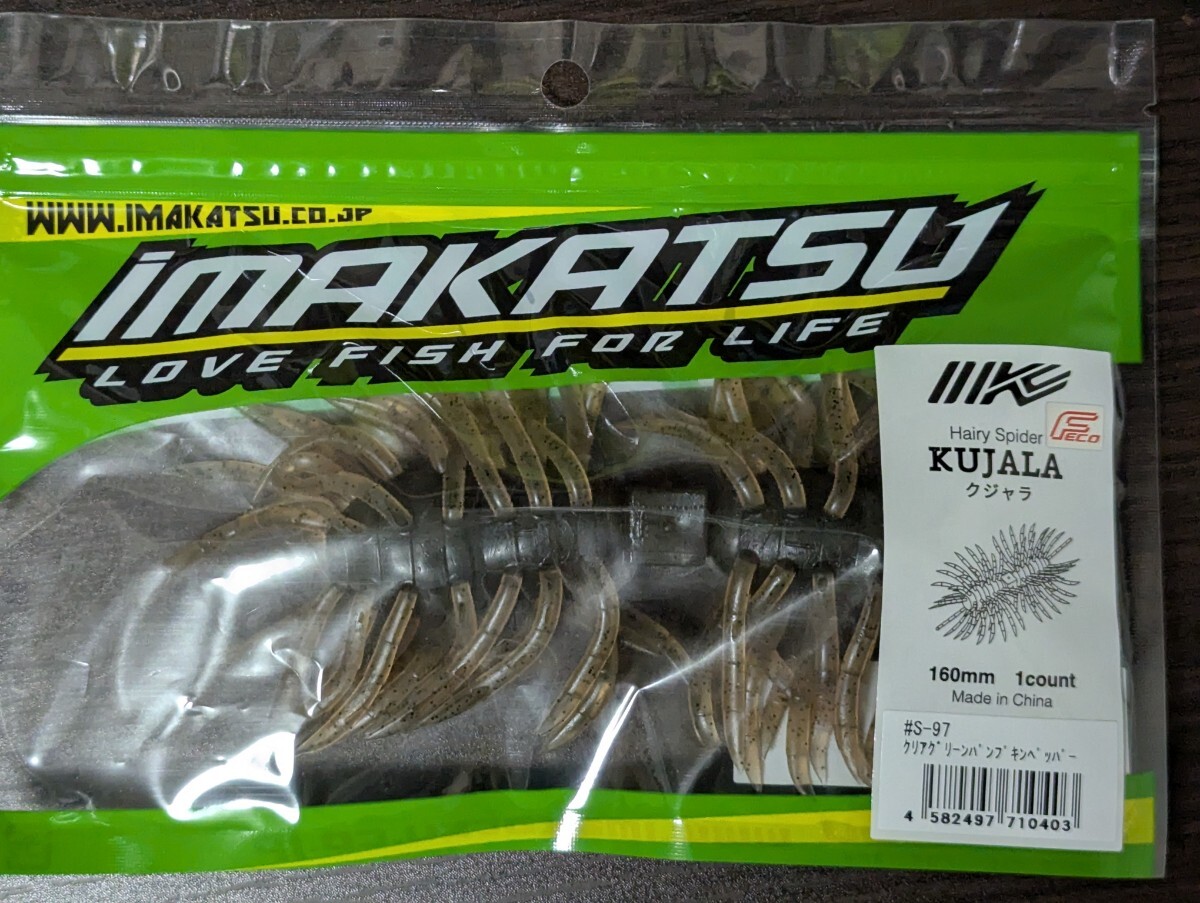 WWW.IMAKATSU.CO.JP
iMAKATSU
LOVE FISH FOR LIFE
IK
Hairy Spider
Feco
KUJALA
クジャラ
160mm 1count
Made in China
#S-97
ｸﾘｱｸﾞﾘｰﾝﾊﾟﾝﾌﾟｷﾝﾍﾟｯﾊﾟｰ
4 582497 710403